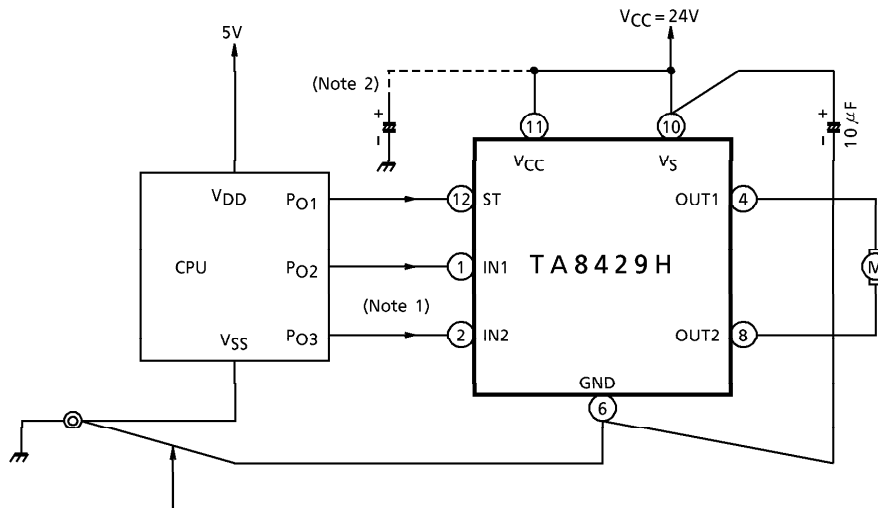 VCC = 24V
5V
(Note 2)
+
-
11
10
+
-
10 μF
VCC
VS
VDD
PO1
12
ST
OUT1
4
CPU
PO2
1
IN1
TA8429H
M
(Note 1)
VSS
PO3
2
IN2
OUT2
8
GND
6